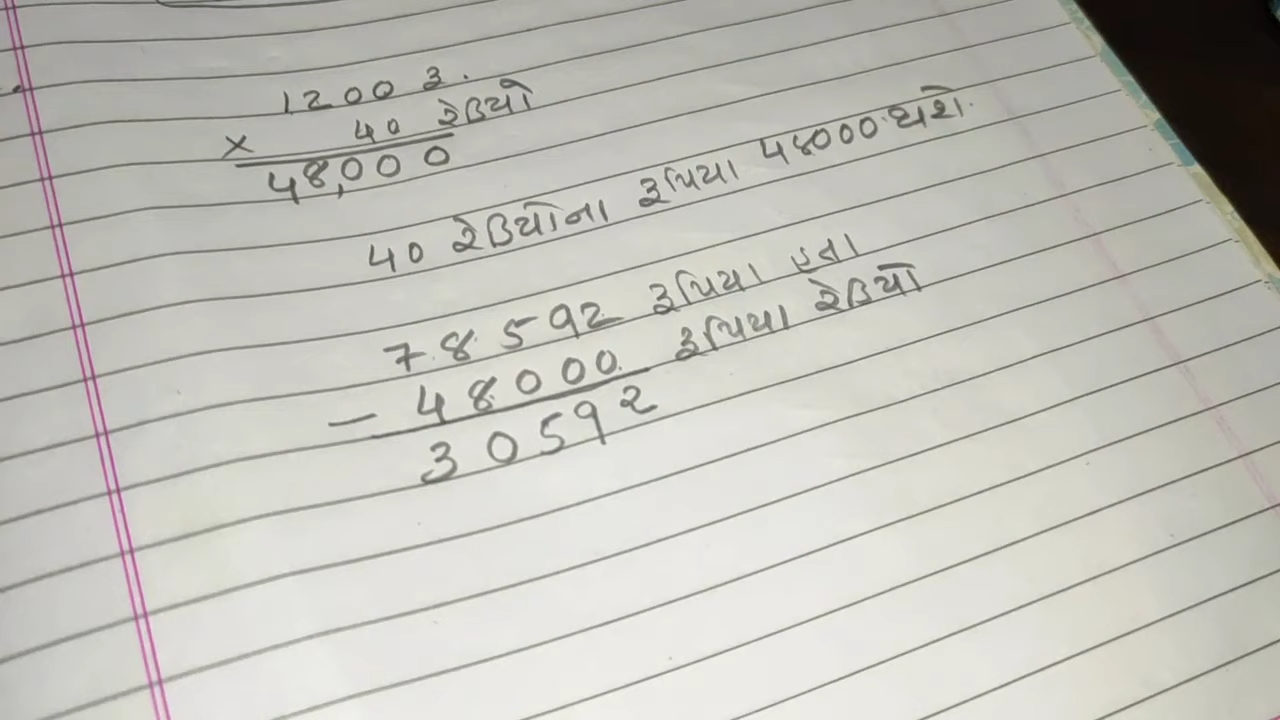 1200 રૂ.
× 40 રેડિયો
48,000
40 રેડિયોના રૂપિયા 48000 થશે.
78592 રૂપિયા હતા
- 48000 રૂપિયા રેડિયો
30592